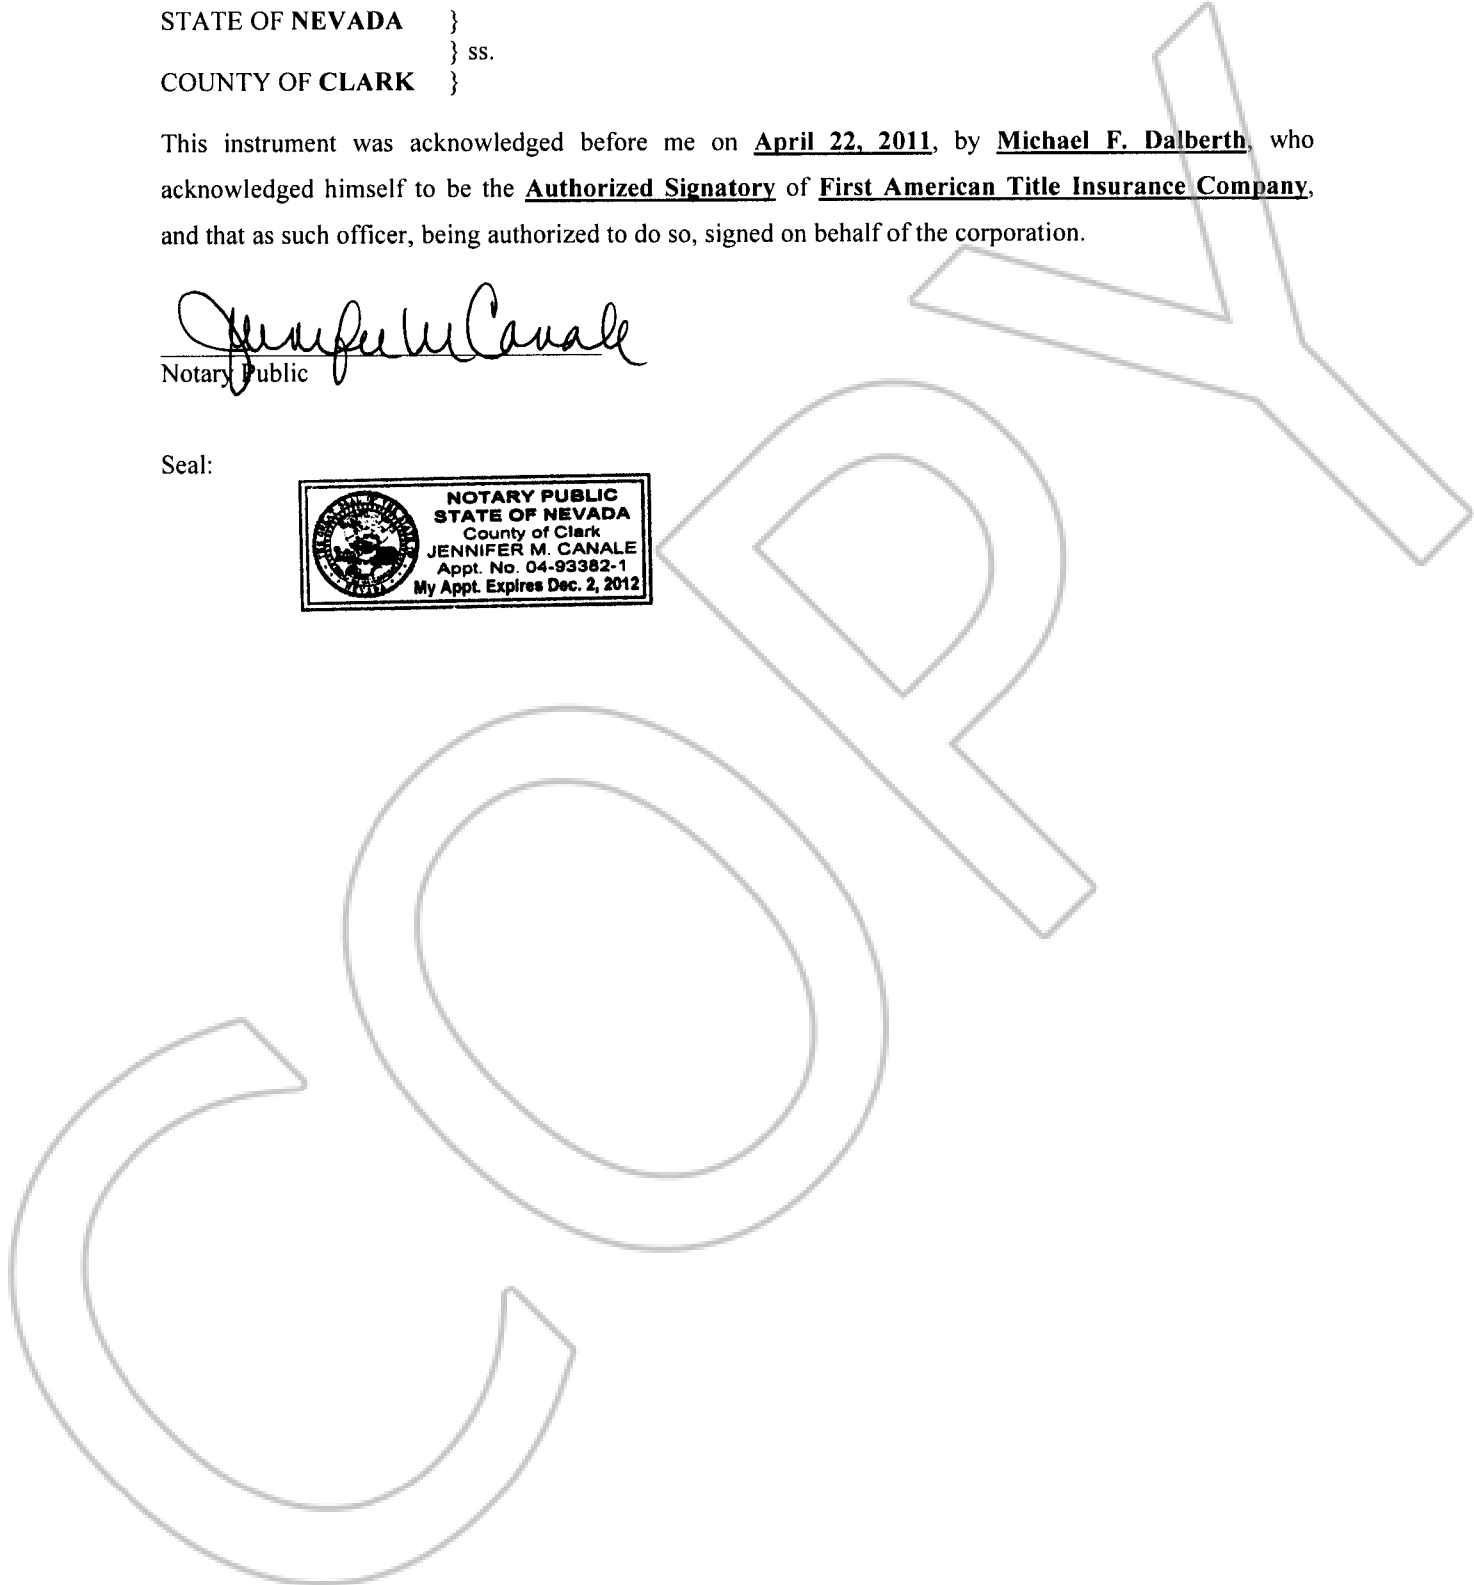 STATE OF NEVADA }
} ss.
COUNTY OF CLARK }
This instrument was acknowledged before me on April 22, 2011, by Michael F. Dalberth, who
acknowledged himself to be the Authorized Signatory of First American Title Insurance Company,
and that as such officer, being authorized to do so, signed on behalf of the corporation.
Jennifer M Canale
Notary Public
Seal:
NOTARY PUBLIC
STATE OF NEVADA
County of Clark
JENNIFER M. CANALE
Appt. No. 04-93382-1
My Appt. Expires Dec. 2, 2012
NEVADA
COPY